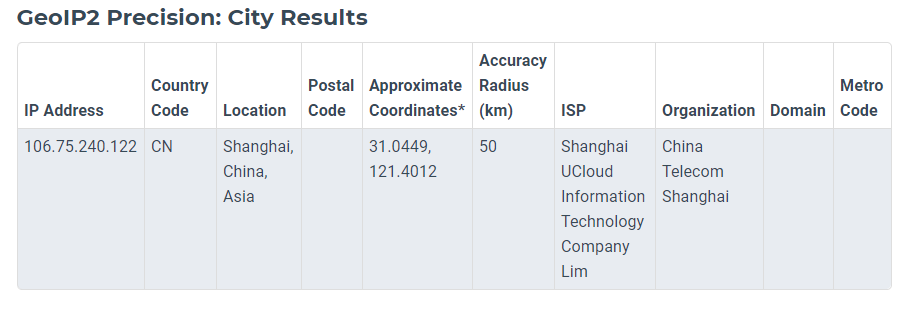 GeoIP2 Precision: City Results
IP Address
Country
Code
Location
Postal
Code
Approximate
Coordinates*
Accuracy
Radius
(km)
ISP
Organization
Domain
Metro
Code
106.75.240.122
CN
Shanghai,
China,
Asia
31.0449,
121.4012
50
Shanghai
UCloud
Information
Technology
Company
Lim
China
Telecom
Shanghai